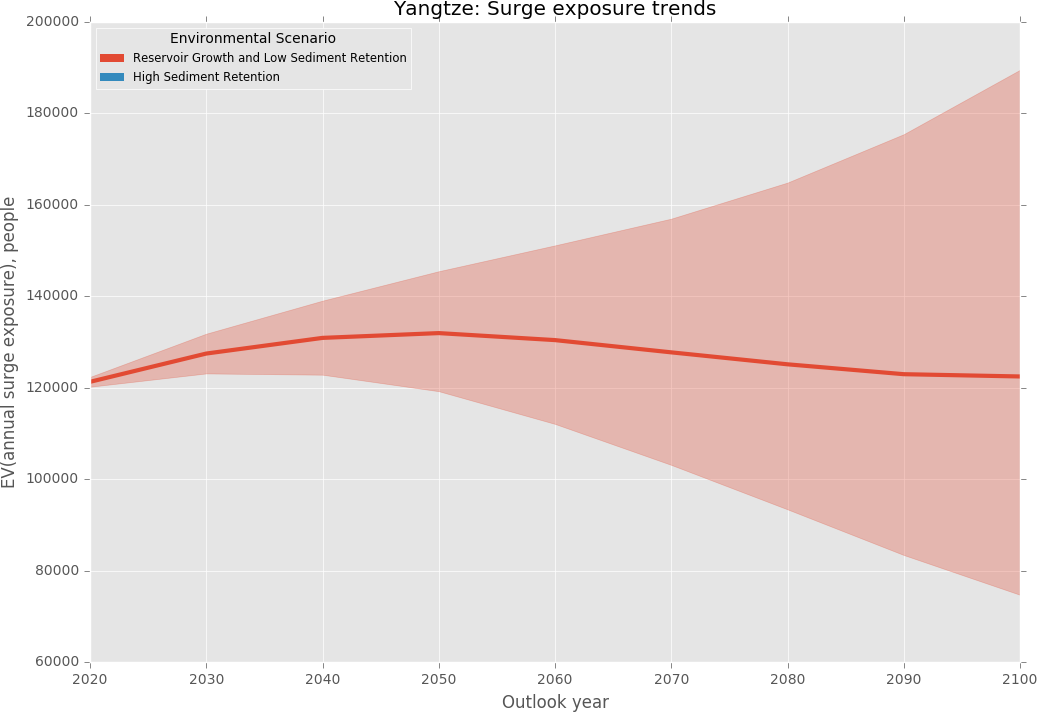 Yangtze: Surge exposure trends
200000
180000
160000
140000
120000
100000
80000
60000
EV(annual surge exposure), people
Environmental Scenario
Reservoir Growth and Low Sediment Retention
High Sediment Retention
2020 2030 2040 2050 2060 2070 2080 2090 2100
Outlook year